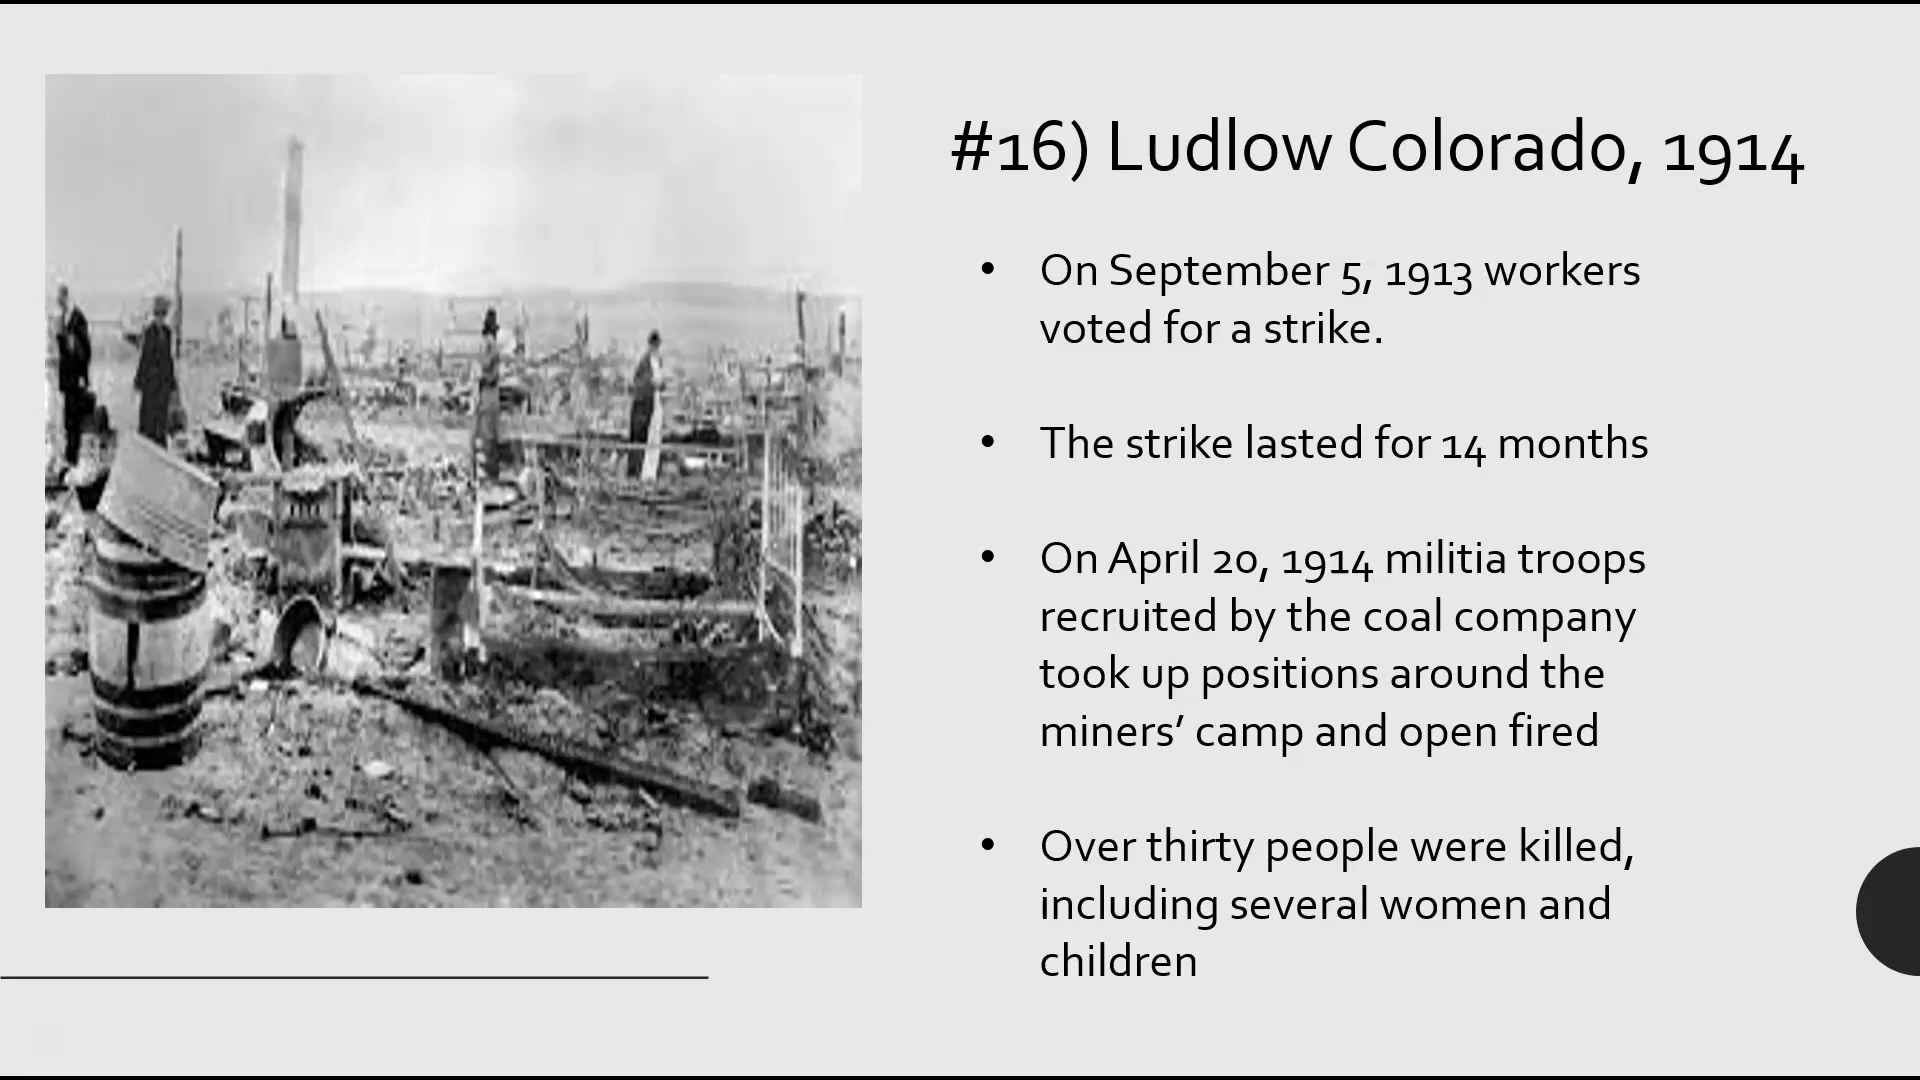 #16) Ludlow Colorado, 1914
• On September 5, 1913 workers
voted for a strike.
• The strike lasted for 14 months
• On April 20, 1914 militia troops
recruited by the coal company
took up positions around the
miners’ camp and open fired
• Over thirty people were killed,
including several women and
children